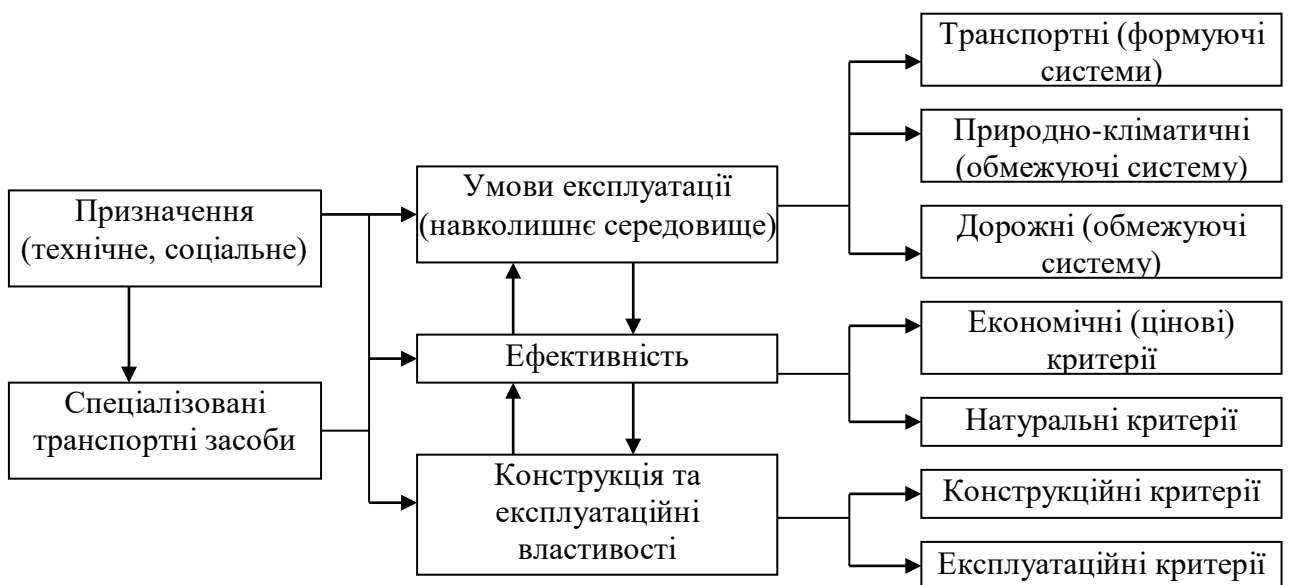 Призначення
(технічне, соціальне)
Спеціалізовані
транспортні засоби
Умови експлуатації
(навколишнє середовище)
Ефективність
Конструкція та
експлуатаційні
властивості
Транспортні (формуючі
системи)
Природно-кліматичні
(обмежуючі систему)
Дорожні (обмежуючі
систему)
Економічні (цінові)
критерії
Натуральні критерії
Конструкційні критерії
Експлуатаційні критерії